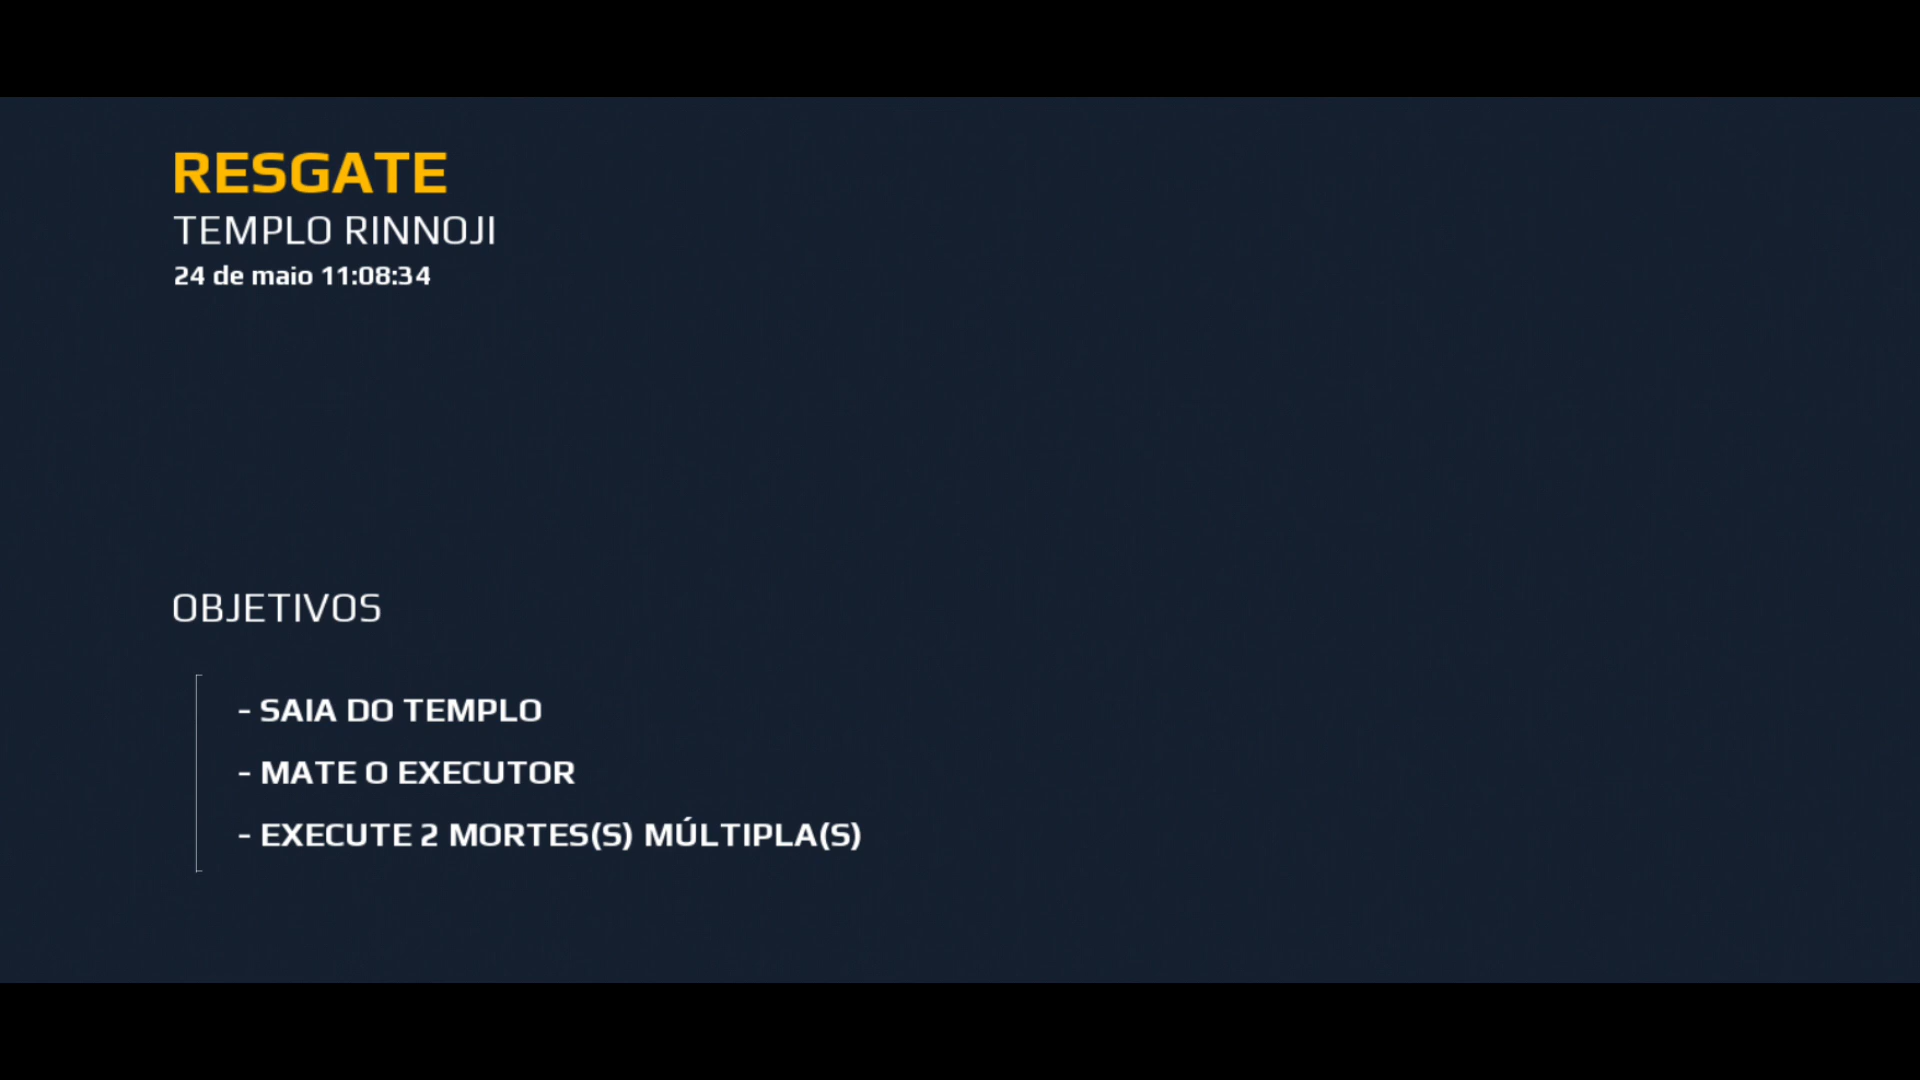 RESGATE
TEMPLO RINNOJI
24 de maio 11:08:34
OBJETIVOS
- SAIA DO TEMPLO
- MATE O EXECUTOR
- EXECUTE 2 MORTES(S) MÚLTIPLA(S)